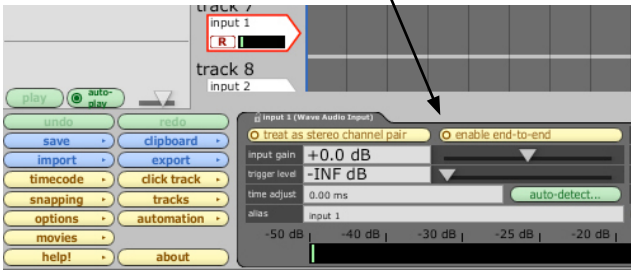 track 7
input 1
R
track 8
input 2
play
auto-play
undo
redo
save
clipboard
import
export
timecode
click track
snapping
tracks
options
automation
movies
help!
about
input 1 (Wave Audio Input)
treat as stereo channel pair
enable end-to-end
input gain
+0.0 dB
trigger level
-INF dB
time adjust
0.00 ms
auto-detect...
alias
input 1
-50 dB
-40 dB
-30 dB
-25 dB
-20 dB